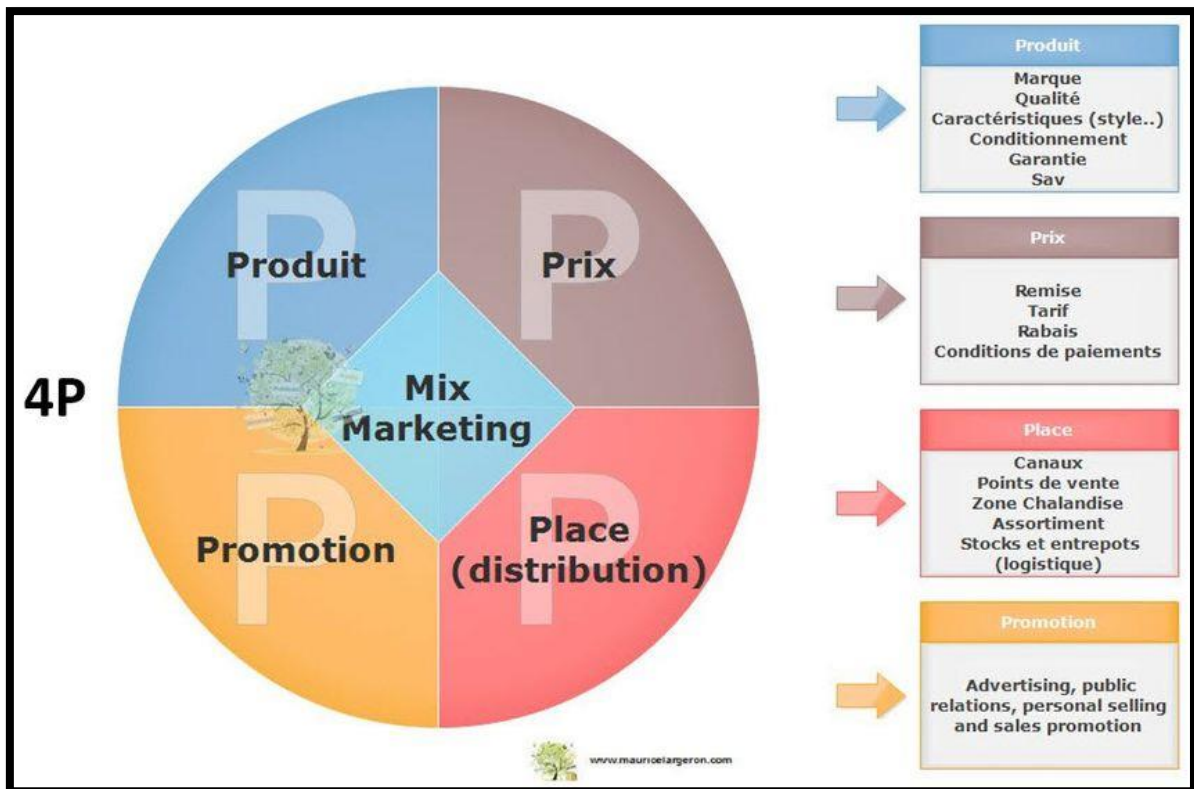 4P
P
Produit
P
Prix
Mix
Marketing
P
Promotion
P
Place
(distribution)
Produit
Marque
Qualité
Caractéristiques (style..)
Conditionnement
Garantie
Sav
Prix
Remise
Tarif
Rabais
Conditions de paiements
Place
Canaux
Points de vente
Zone Chalandise
Assortiment
Stocks et entrepots
(logistique)
Promotion
Advertising, public
relations, personal selling
and sales promotion
www.mauricelargeron.com